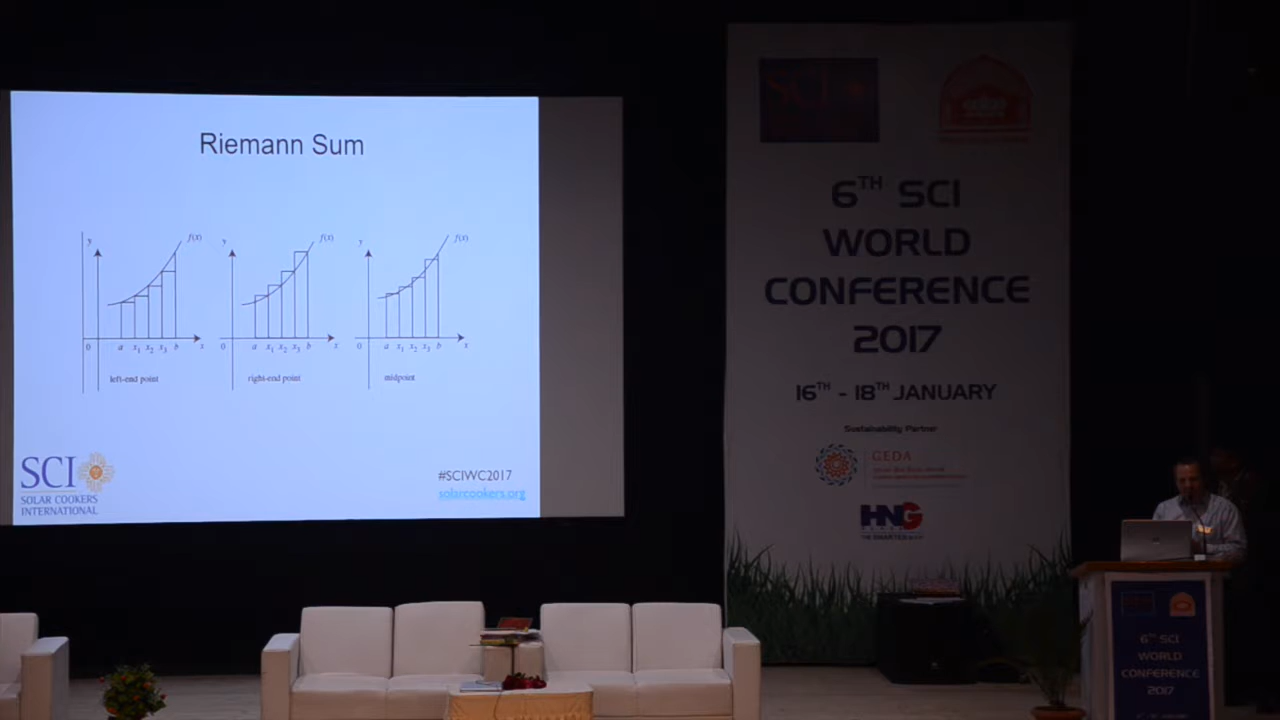 Riemann Sum
y
f(x)
0
a x1 x2 x3 b x
left-end point
y
f(x)
0
a x1 x2 x3 b x
right-end point
y
f(x)
0
a x1 x2 x3 b x
midpoint
SCI
SOLAR COOKERS
INTERNATIONAL
#SCIWC2017
solarcookers.org
SCI
6TH SCI
WORLD
CONFERENCE
2017
16TH - 18TH JANUARY
Sustainability Partner
GEDA
HNG
6TH SCI
WORLD
CONFERENCE
2017